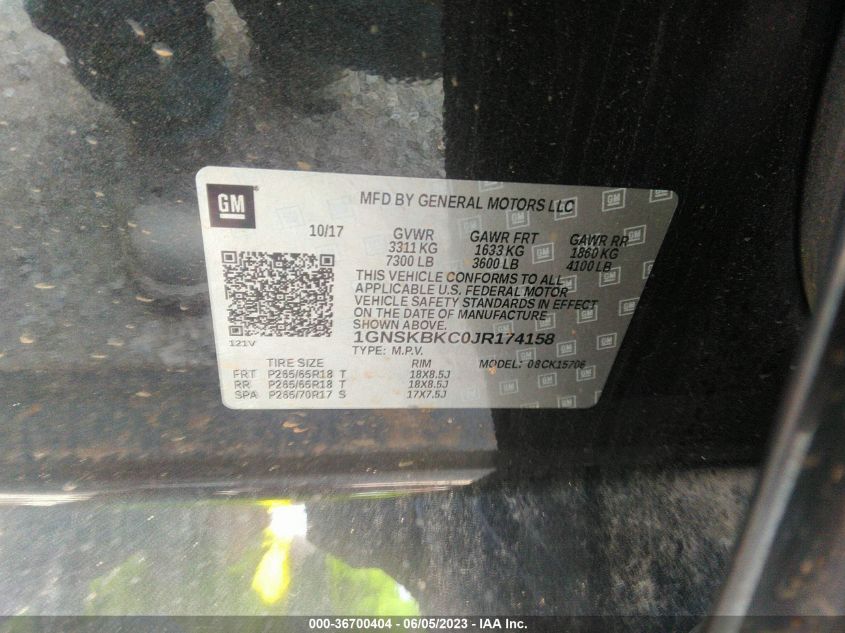 GM
MFD BY GENERAL MOTORS LLC
10/17
GVWR GAWR FRT GAWR RR
3311 KG 1633 KG 1860 KG
7300 LB 3600 LB 4100 LB
THIS VEHICLE CONFORMS TO ALL
APPLICABLE U.S. FEDERAL MOTOR
VEHICLE SAFETY STANDARDS IN EFFECT
ON THE DATE OF MANUFACTURE
SHOWN ABOVE.
121V
1GNSKBKC0JR174158
TYPE: M.P.V. MODEL: 08CK15706
TIRE SIZE RIM
FRT P265/65R18 T 18X8.5J
RR P265/65R18 T 18X8.5J
SPA P265/70R17 S 17X7.5J
000-36700404 - 06/05/2023 - IAA Inc.